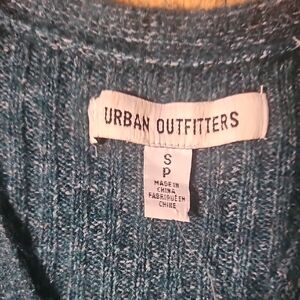 URBAN OUTFITTERS
S
P
MADE IN
CHINA
FABRIQUÉ EN
CHINE